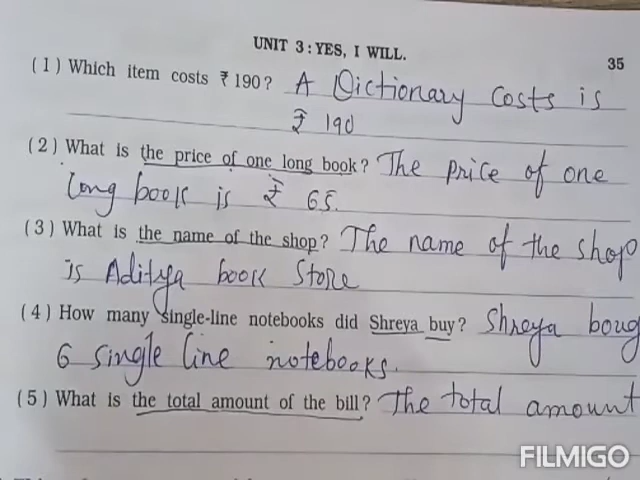 UNIT 3 : YES, I WILL.
35
(1) Which item costs ₹ 190? A Dictionary costs is
₹ 190
(2) What is the price of one long book? The price of one
long book is ₹ 65.
(3) What is the name of the shop? The name of the shop
is Aditya book Store
(4) How many single-line notebooks did Shreya buy? Shreya boug
6 single line notebooks.
(5) What is the total amount of the bill? The total amount
FILMIGO